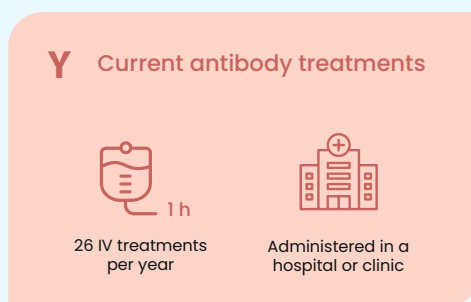 Current antibody treatments
1 h
26 IV treatments
per year
Administered in a
hospital or clinic